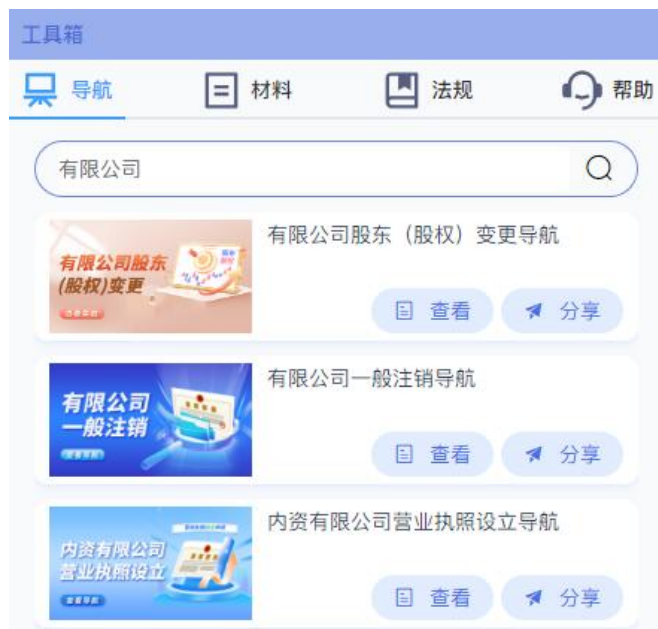 工具箱
导航
材料
法规
帮助
有限公司
有限公司股东
(股权)变更
有限公司股东（股权）变更导航
查看
分享
有限公司
一般注销
有限公司一般注销导航
查看
分享
内资有限公司
营业执照设立
内资有限公司营业执照设立导航
查看
分享